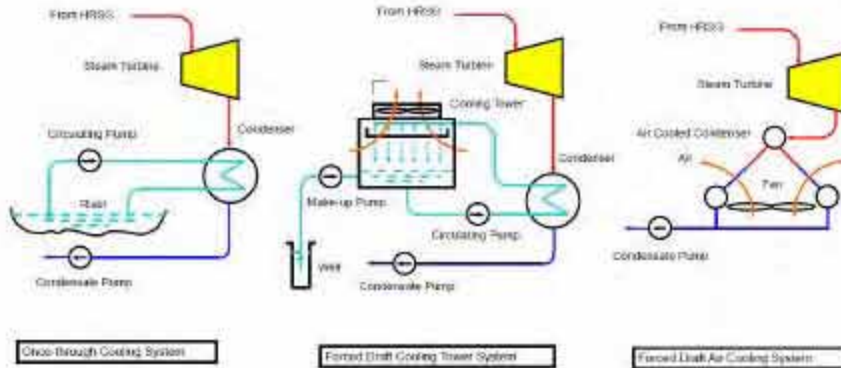 From HRSG
Steam Turbine
Circulating Pump
Condenser
River
Condensate Pump
Once-through Cooling System
From HRSG
Steam Turbine
Cooling Tower
Condenser
Make-up Pump
Circulating Pump
Well
Condensate Pump
Forced Draft Cooling Tower System
From HRSG
Steam Turbine
Air Cooled Condenser
Air
Fan
Condensate Pump
Forced Draft Air Cooling System